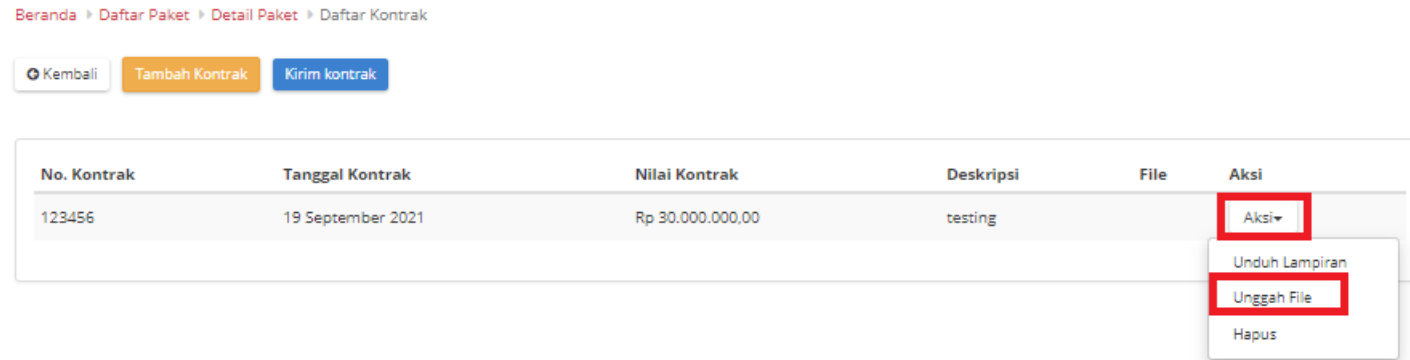 Beranda Daftar Paket Detail Paket Daftar Kontrak
Kembali Tambah Kontrak Kirim kontrak
No. Kontrak Tanggal Kontrak Nilai Kontrak Deskripsi File Aksi
123456 19 September 2021 Rp 30.000.000,00 testing Aksi
Unduh Lampiran
Unggah File
Hapus